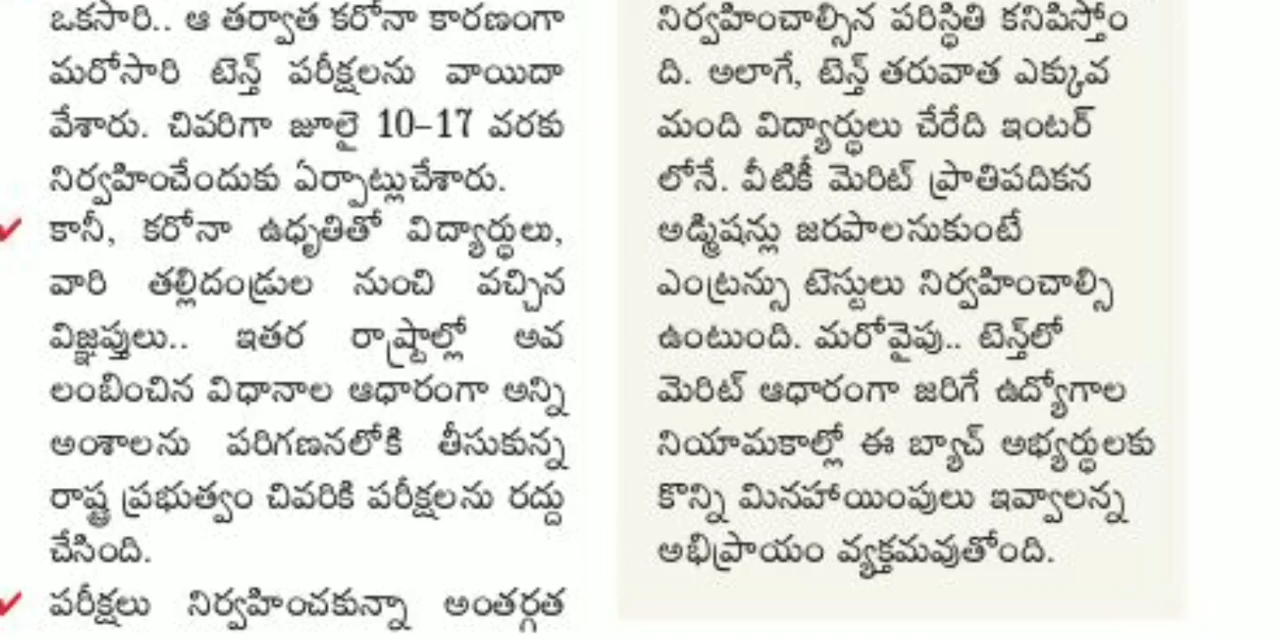 ఒకసారి.. ఆ తర్వాత కరోనా కారణంగా
మరోసారి టెన్త్ పరీక్షలను వాయిదా
వేశారు. చివరిగా జూలై 10–17 వరకు
నిర్వహించేందుకు ఏర్పాట్లుచేశారు.
✔ కానీ, కరోనా ఉధృతితో విద్యార్థులు,
వారి తల్లిదండ్రుల నుంచి వచ్చిన
విజ్ఞప్తులు.. ఇతర రాష్ట్రాల్లో అవ
లంబించిన విధానాల ఆధారంగా అన్ని
అంశాలను పరిగణనలోకి తీసుకున్న
రాష్ట్ర ప్రభుత్వం చివరికి పరీక్షలను రద్దు
చేసింది.
✔ పరీక్షలు నిర్వహించకున్నా అంతర్గత
నిర్వహించాల్సిన పరిస్థితి కనిపిస్తోం
ది. అలాగే, టెన్త్ తరువాత ఎక్కువ
మంది విద్యార్థులు చేరేది ఇంటర్
లోనే. వీటికీ మెరిట్ ప్రాతిపదికన
అడ్మిషన్లు జరపాలనుకుంటే
ఎంట్రన్సు టెస్టులు నిర్వహించాల్సి
ఉంటుంది. మరోవైపు.. టెన్త్‌లో
మెరిట్ ఆధారంగా జరిగే ఉద్యోగాల
నియామకాల్లో ఈ బ్యాచ్ అభ్యర్థులకు
కొన్ని మినహాయింపులు ఇవ్వాలన్న
అభిప్రాయం వ్యక్తమవుతోంది.